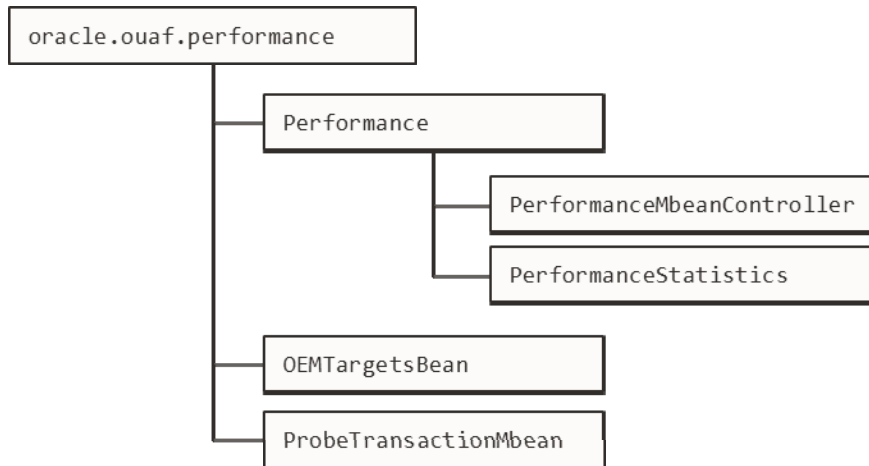 oracle.ouaf.performance
Performance
PerformanceMbeanController
PerformanceStatistics
OEMTargetsBean
ProbeTransactionMbean